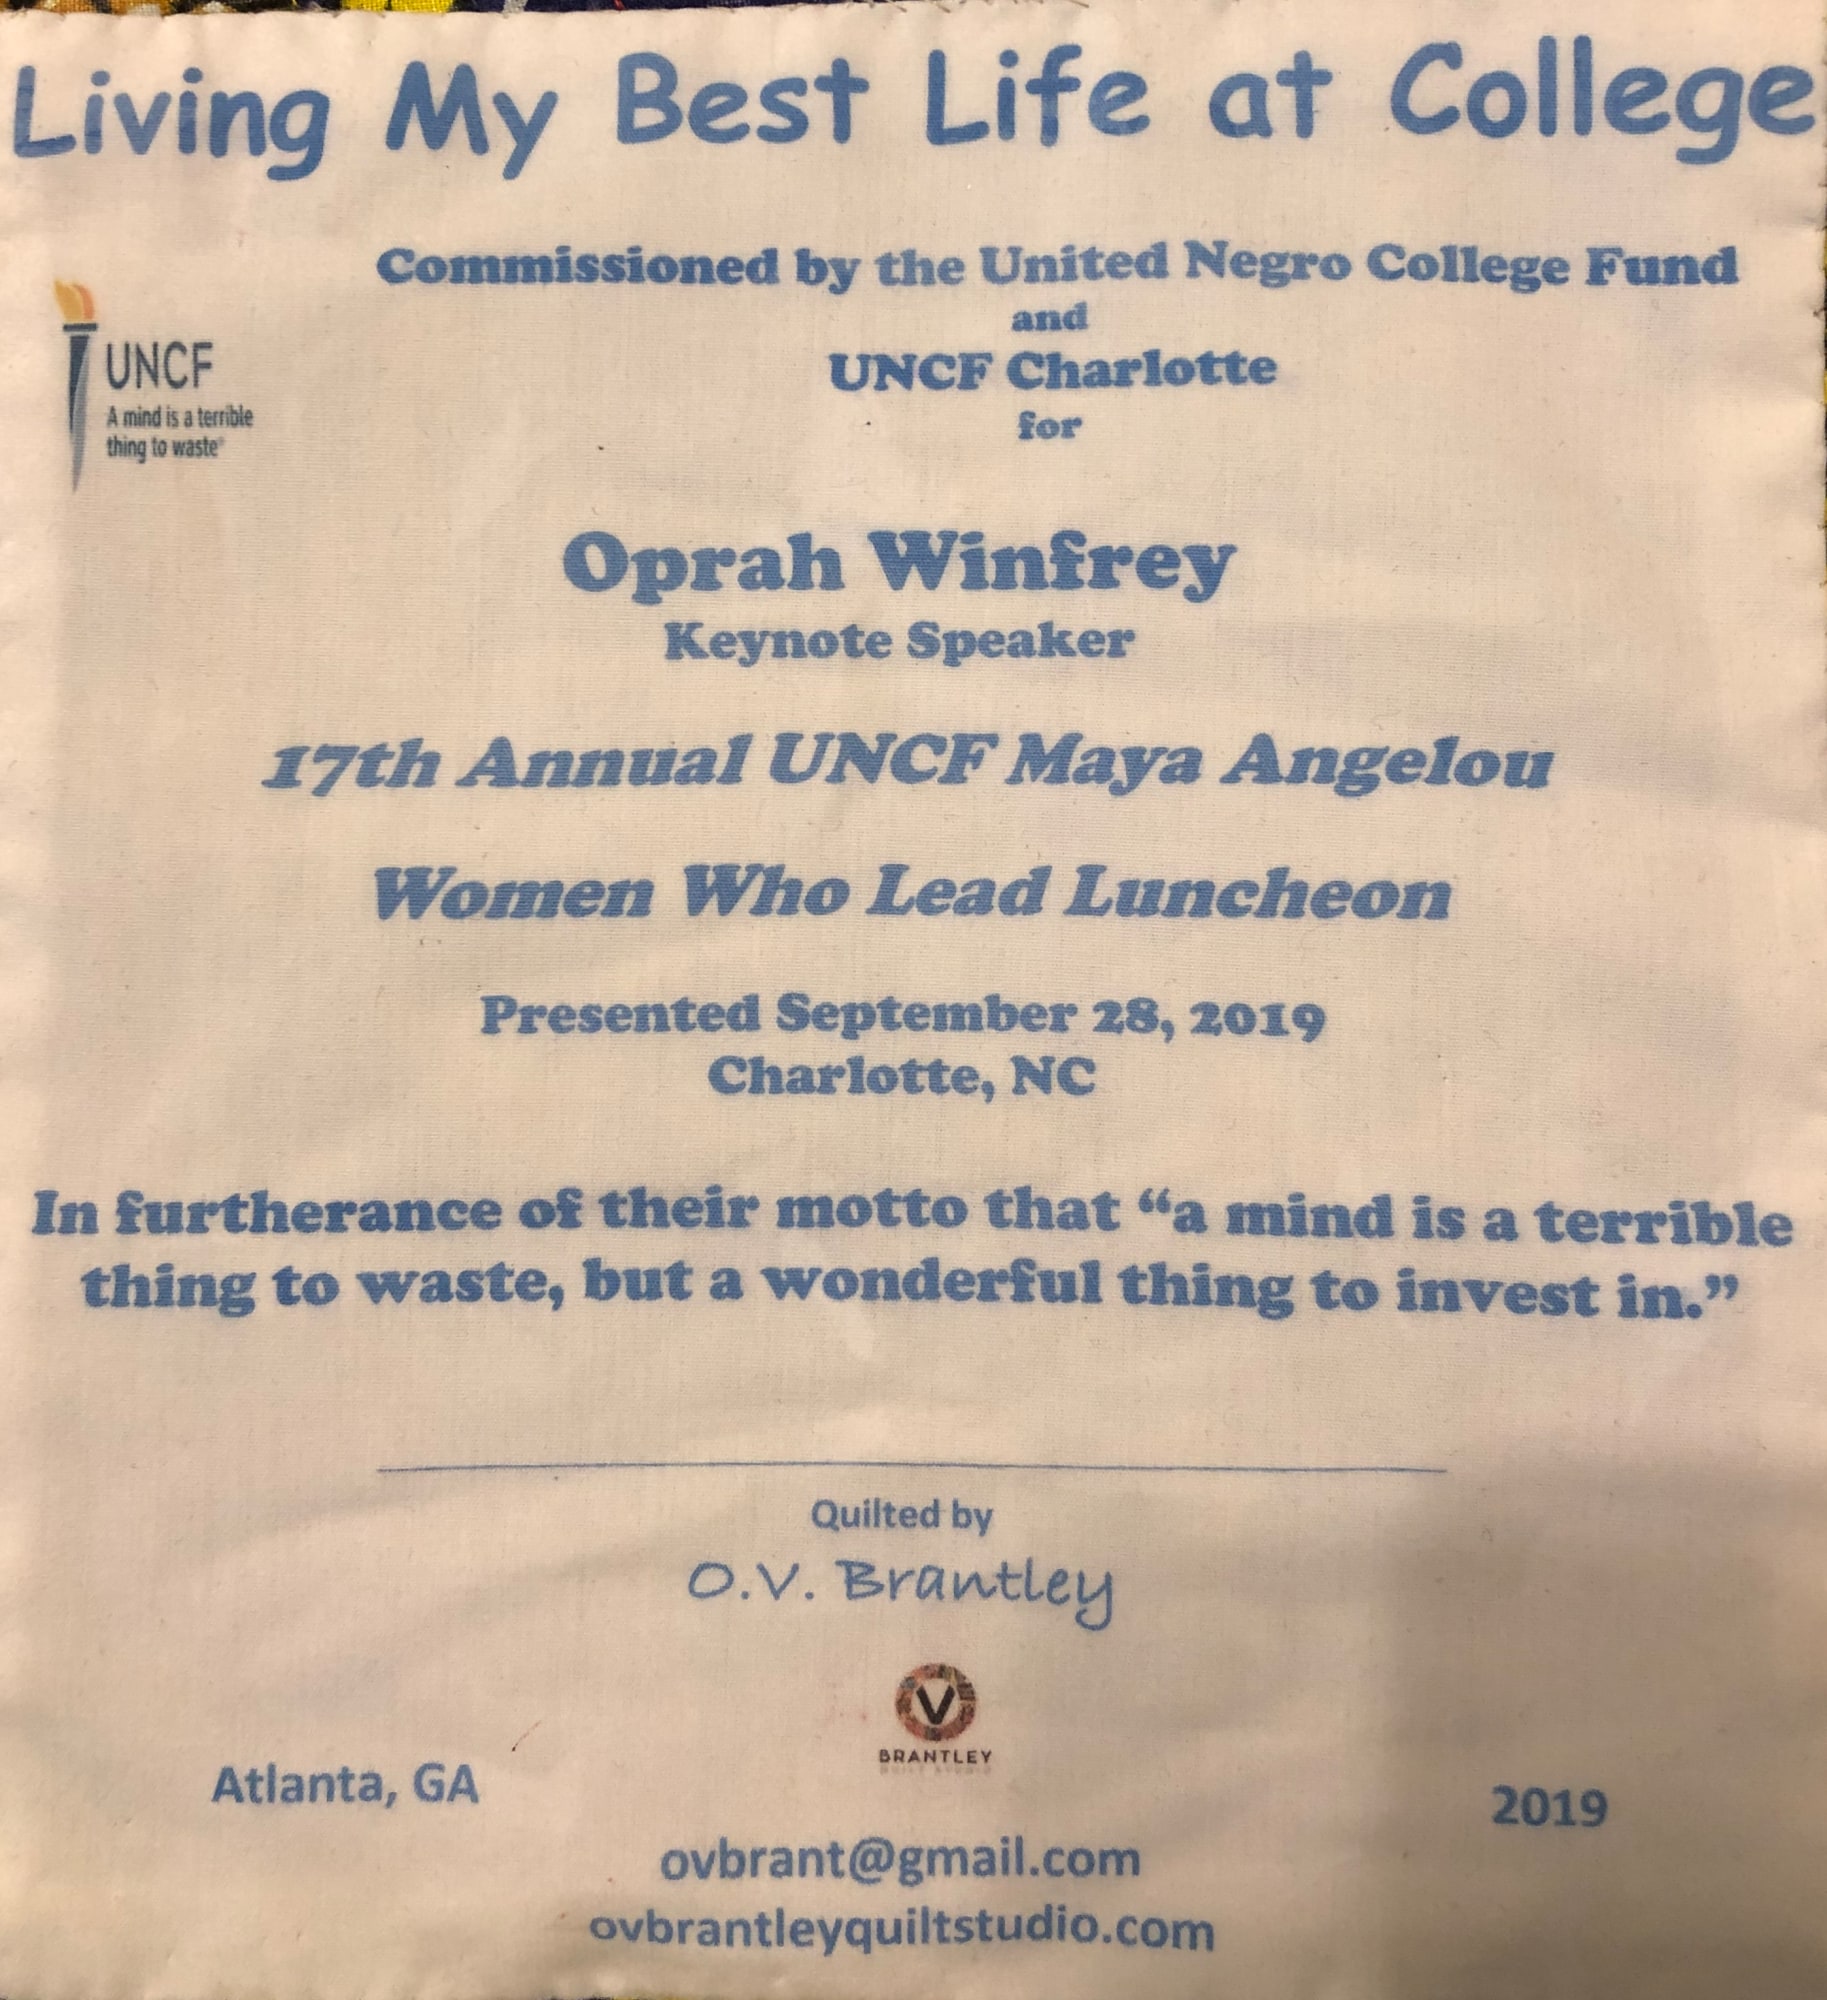 Living My Best Life at College
Commissioned by the United Negro College Fund
and
UNCF Charlotte
for
UNCF
A mind is a terrible
thing to waste®
Oprah Winfrey
Keynote Speaker
17th Annual UNCF Maya Angelou
Women Who Lead Luncheon
Presented September 28, 2019
Charlotte, NC
In furtherance of their motto that “a mind is a terrible
thing to waste, but a wonderful thing to invest in.”
Quilted by
O.V. Brantley
V
BRANTLEY
QUILT STUDIO
Atlanta, GA
2019
ovbrant@gmail.com
ovbrantleyquiltstudio.com